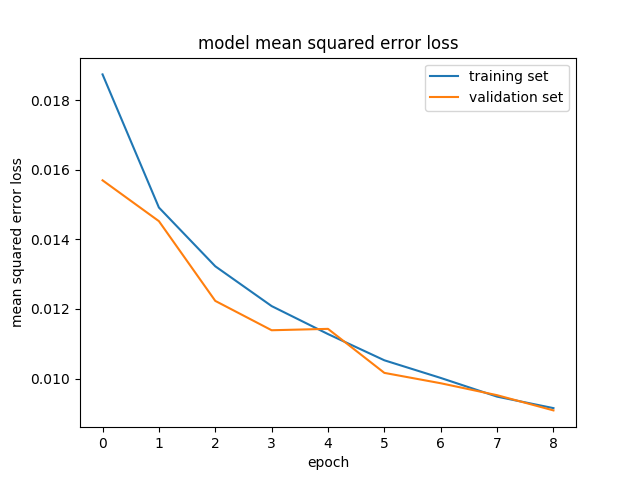 model mean squared error loss
training set
validation set
mean squared error loss
0.018
0.016
0.014
0.012
0.010
0 1 2 3 4 5 6 7 8
epoch